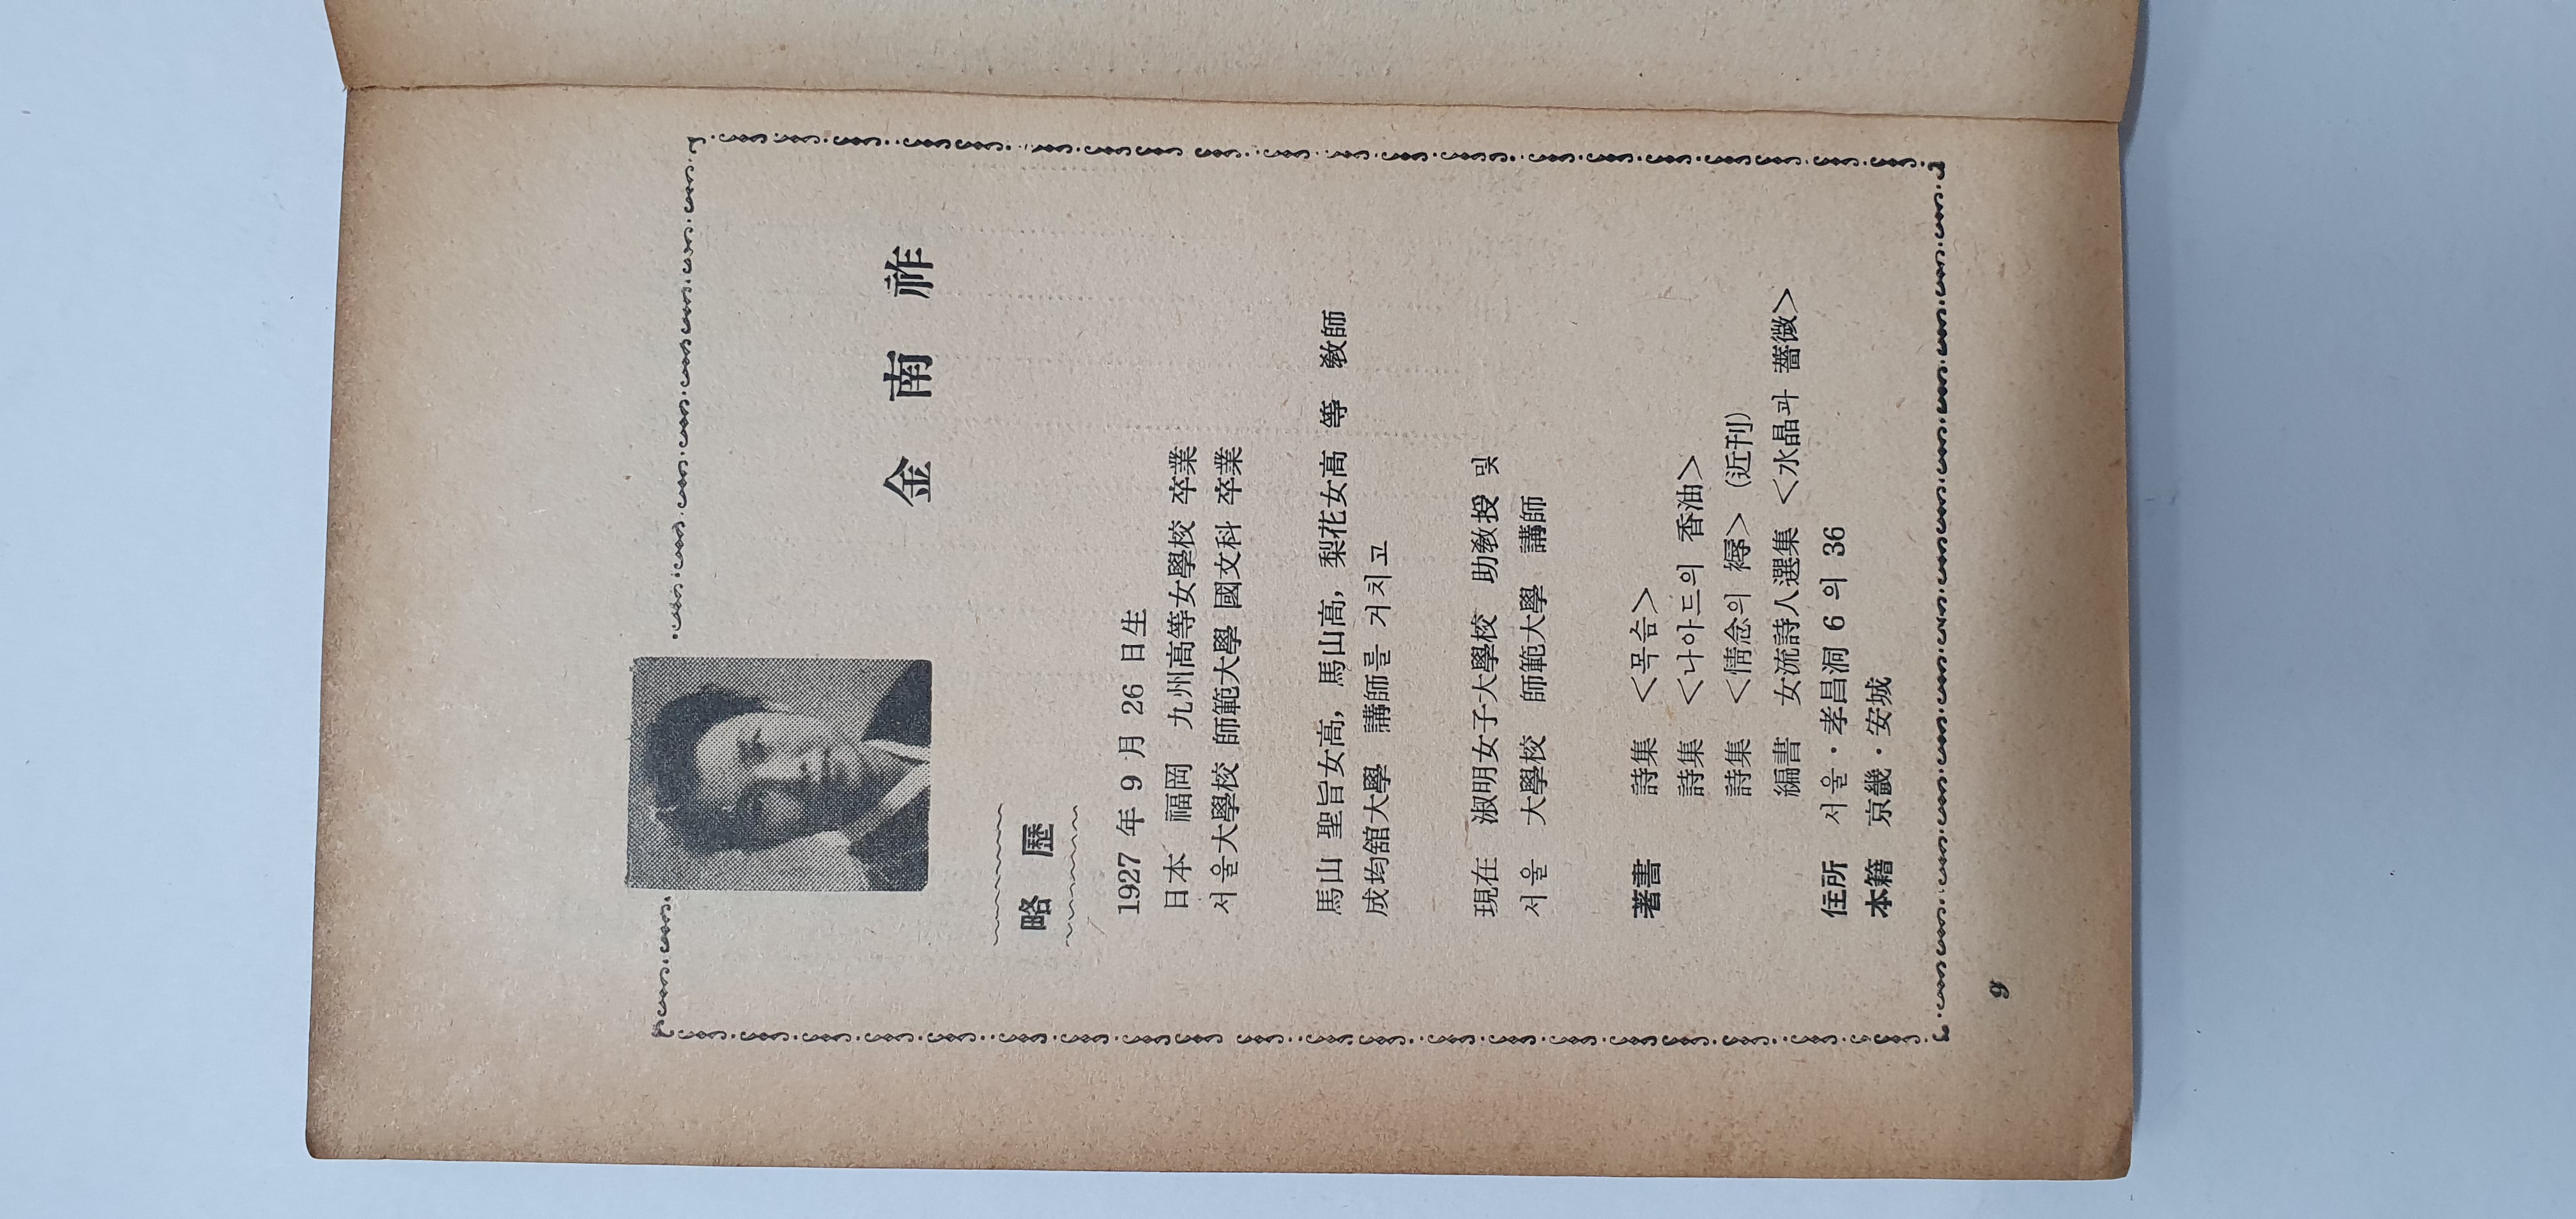 金南祚
略歷
1927 年 9 月 26 日生
日本 福岡 九州高等女學校 卒業
서울大學校 師範大學 國文科 卒業
馬山 聖旨女高, 馬山高, 梨花女高 等 敎師
成均舘大學 講師를 거치고
現在 淑明女子大學校 助敎授 및
서울 大學校 師範大學 講師
著書 詩集 <목숨>
詩集 <나아드의 香油>
詩集 <情念의 褥> (近刊)
編書 女流詩人選集 <水晶과 薔薇>
住所 서울·孝昌洞 6 의 36
本籍 京畿·安城
9